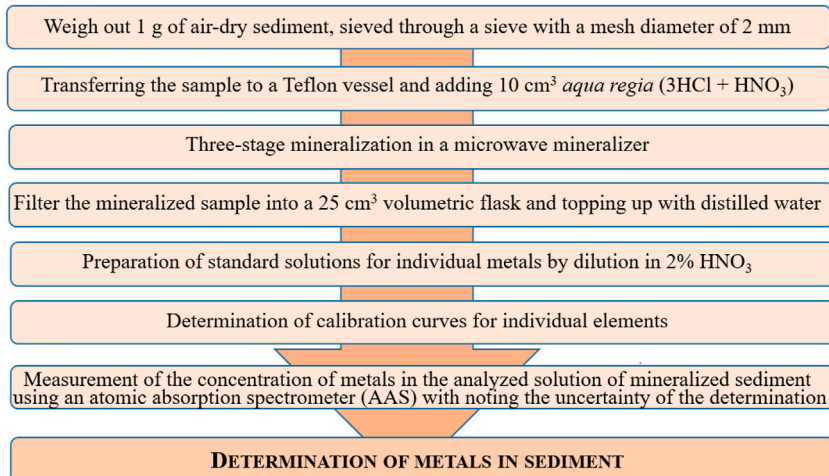 Weigh out 1 g of air-dry sediment, sieved through a sieve with a mesh diameter of 2 mm
Transferring the sample to a Teflon vessel and adding 10 cm³ aqua regia (3HCl + HNO₃)
Three-stage mineralization in a microwave mineralizer
Filter the mineralized sample into a 25 cm³ volumetric flask and topping up with distilled water
Preparation of standard solutions for individual metals by dilution in 2% HNO₃
Determination of calibration curves for individual elements
Measurement of the concentration of metals in the analyzed solution of mineralized sediment
using an atomic absorption spectrometer (AAS) with noting the uncertainty of the determination
DETERMINATION OF METALS IN SEDIMENT